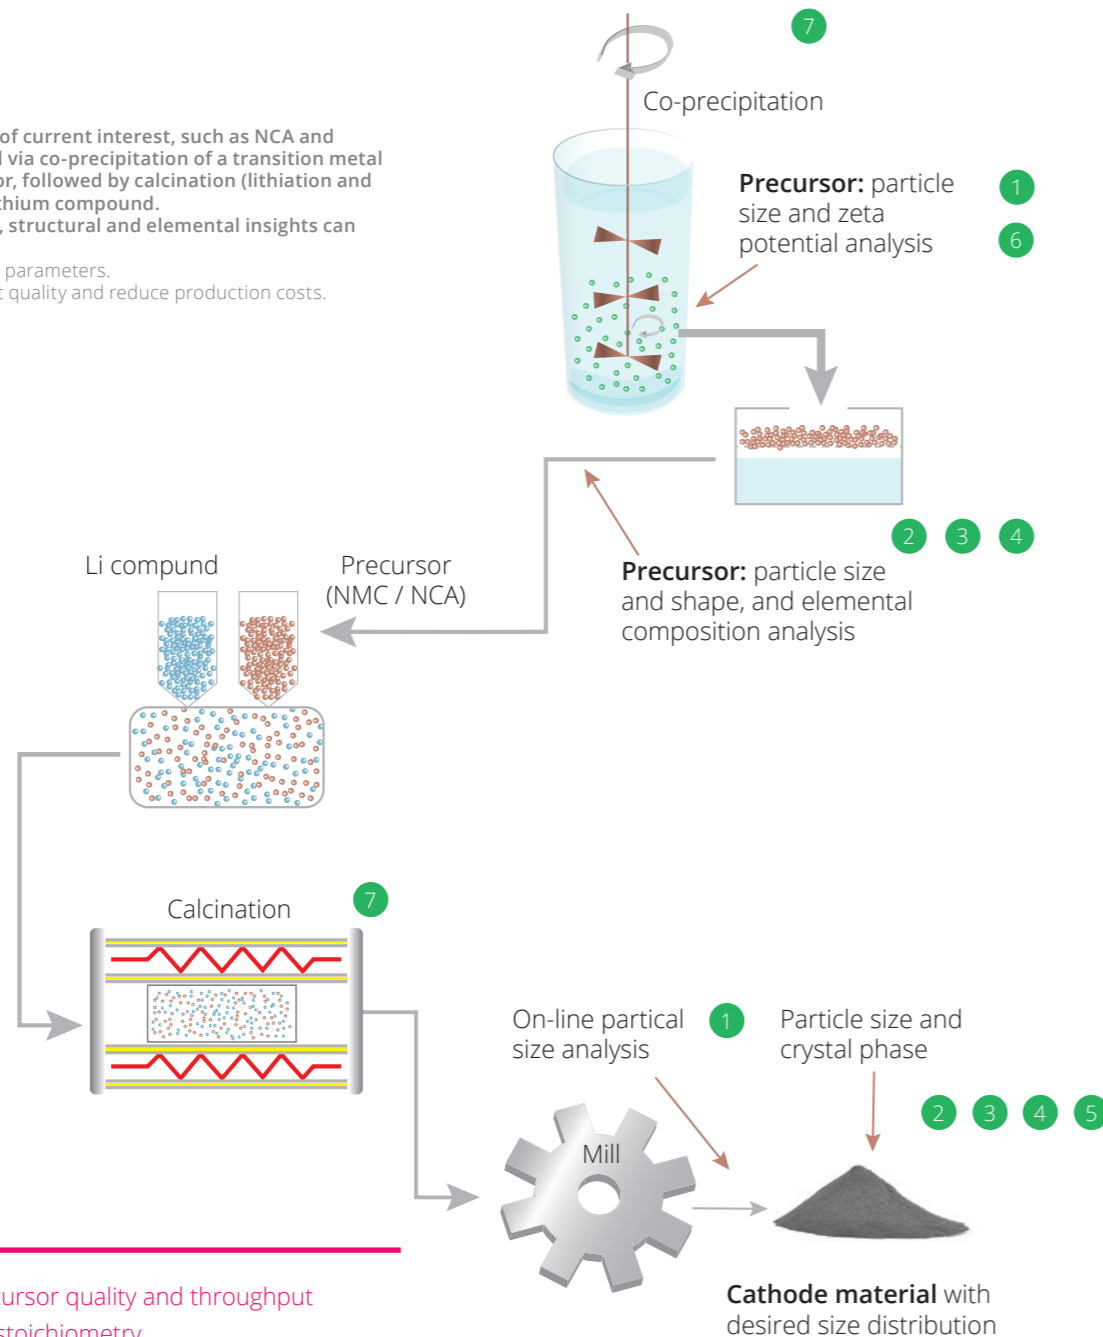 7
Co-precipitation
of current interest, such as NCA and
via co-precipitation of a transition metal
or, followed by calcination (lithiation and
thium compound.
, structural and elemental insights can
parameters.
t quality and reduce production costs.
Precursor: particle
size and zeta
potential analysis
1
6
2 3 4
Precursor: particle size
and shape, and elemental
composition analysis
Li compund
Precursor
(NMC / NCA)
Calcination
7
On-line partical
size analysis
1
Particle size and
crystal phase
2 3 4 5
Mill
Cathode material with
desired size distribution
cursor quality and throughput
stoichiometry